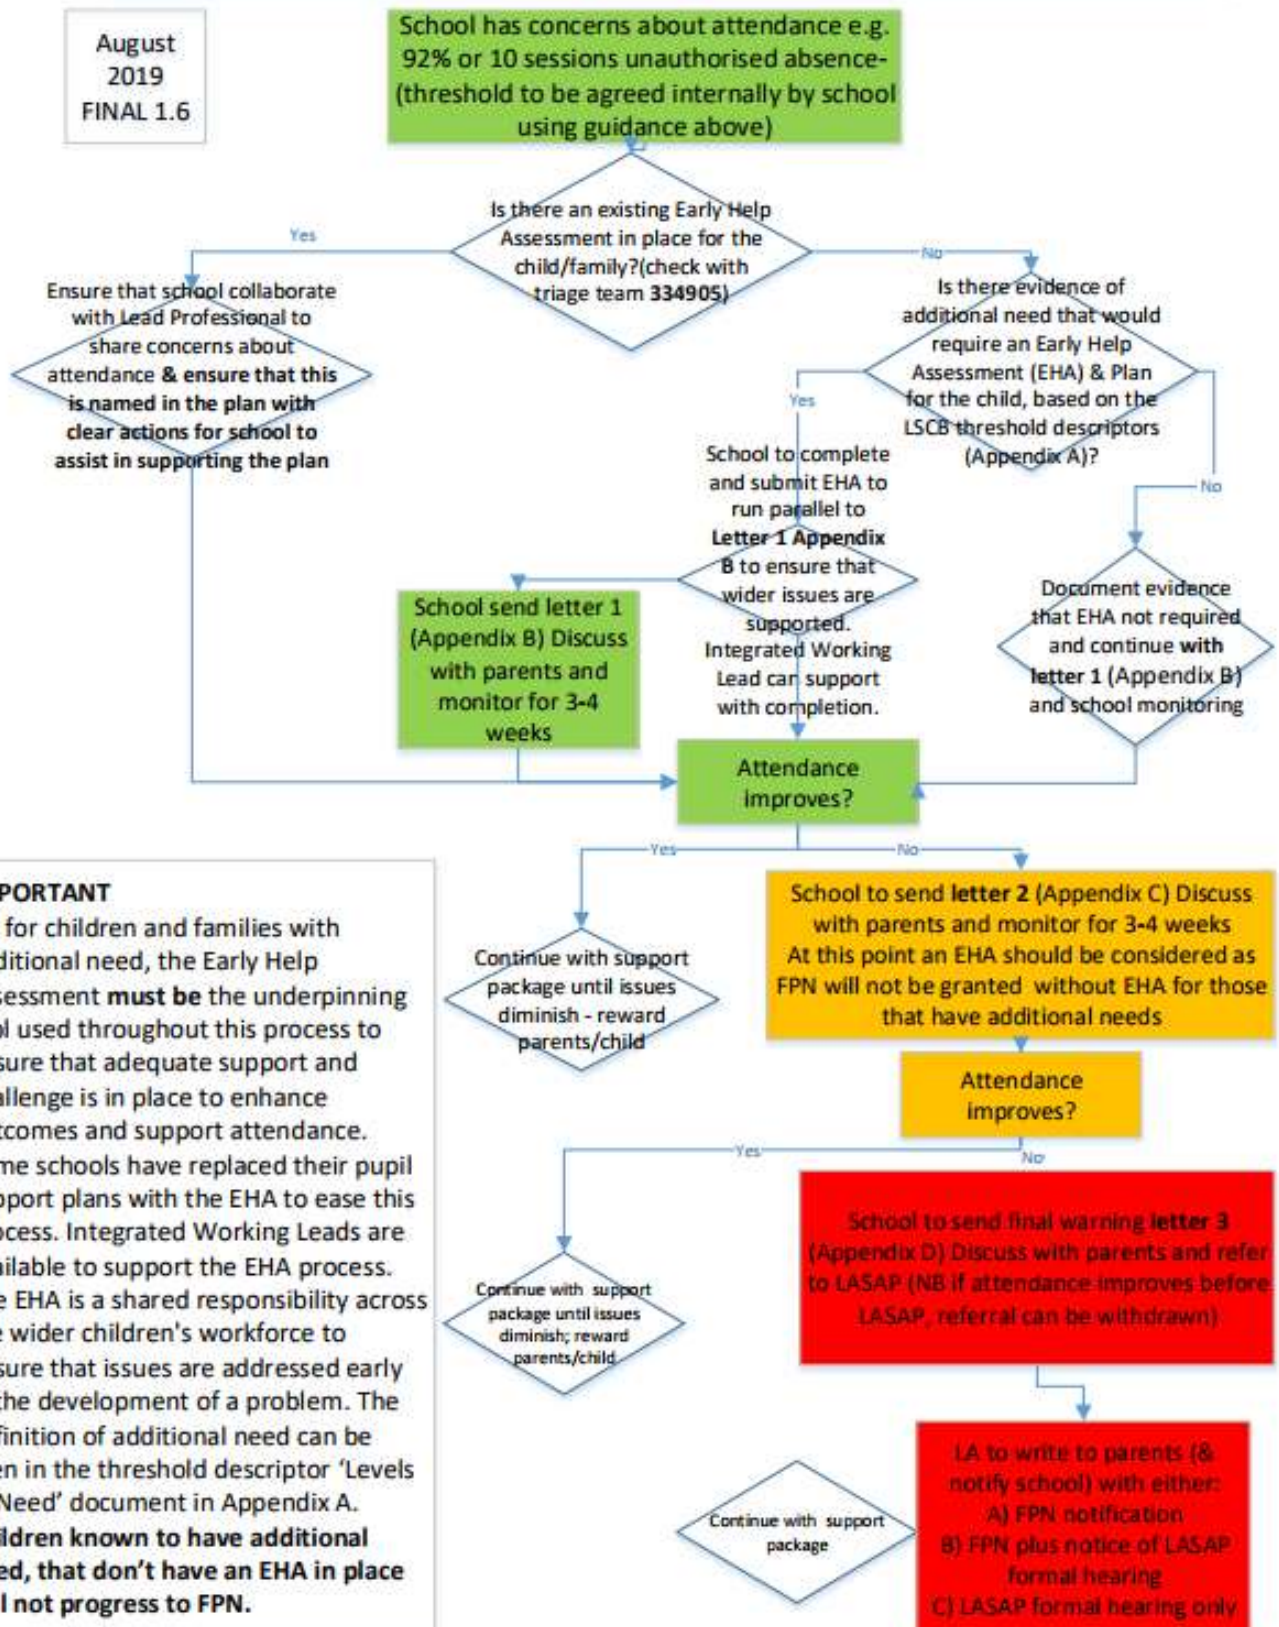 August
2019
FINAL 1.6
School has concerns about attendance e.g.
92% or 10 sessions unauthorised absence-
(threshold to be agreed internally by school
using guidance above)
Is there an existing Early Help
Assessment in place for the
child/family?(check with
triage team 334905)
Yes
No
Ensure that school collaborate
with Lead Professional to
share concerns about
attendance & ensure that this
is named in the plan with
clear actions for school to
assist in supporting the plan
Is there evidence of
additional need that would
require an Early Help
Assessment (EHA) & Plan
for the child, based on the
LSCB threshold descriptors
(Appendix A)?
Yes
No
School to complete
and submit EHA to
run parallel to
Letter 1 Appendix
B to ensure that
wider issues are
supported.
Integrated Working
Lead can support
with completion.
School send letter 1
(Appendix B) Discuss
with parents and
monitor for 3-4
weeks
Document evidence
that EHA not required
and continue with
letter 1 (Appendix B)
and school monitoring
Attendance
improves?
Yes
No
Continue with support
package until issues
diminish - reward
parents/child
School to send letter 2 (Appendix C) Discuss
with parents and monitor for 3-4 weeks
At this point an EHA should be considered as
FPN will not be granted without EHA for those
that have additional needs
Attendance
improves?
Yes
No
Continue with support
package until issues
diminish; reward
parents/child
School to send final warning letter 3
(Appendix D) Discuss with parents and refer
to LASAP (NB if attendance improves before
LASAP, referral can be withdrawn)
Continue with support
package
LA to write to parents (&
notify school) with either:
A) FPN notification
B) FPN plus notice of LASAP
formal hearing
C) LASAP formal hearing only
PORTANT
for children and families with
ditional need, the Early Help
sessment must be the underpinning
ol used throughout this process to
sure that adequate support and
allenge is in place to enhance
tcomes and support attendance.
me schools have replaced their pupil
pport plans with the EHA to ease this
ocess. Integrated Working Leads are
ailable to support the EHA process.
e EHA is a shared responsibility across
e wider children's workforce to
sure that issues are addressed early
the development of a problem. The
finition of additional need can be
en in the threshold descriptor ‘Levels
Need’ document in Appendix A.
ildren known to have additional
ed, that don’t have an EHA in place
l not progress to FPN.